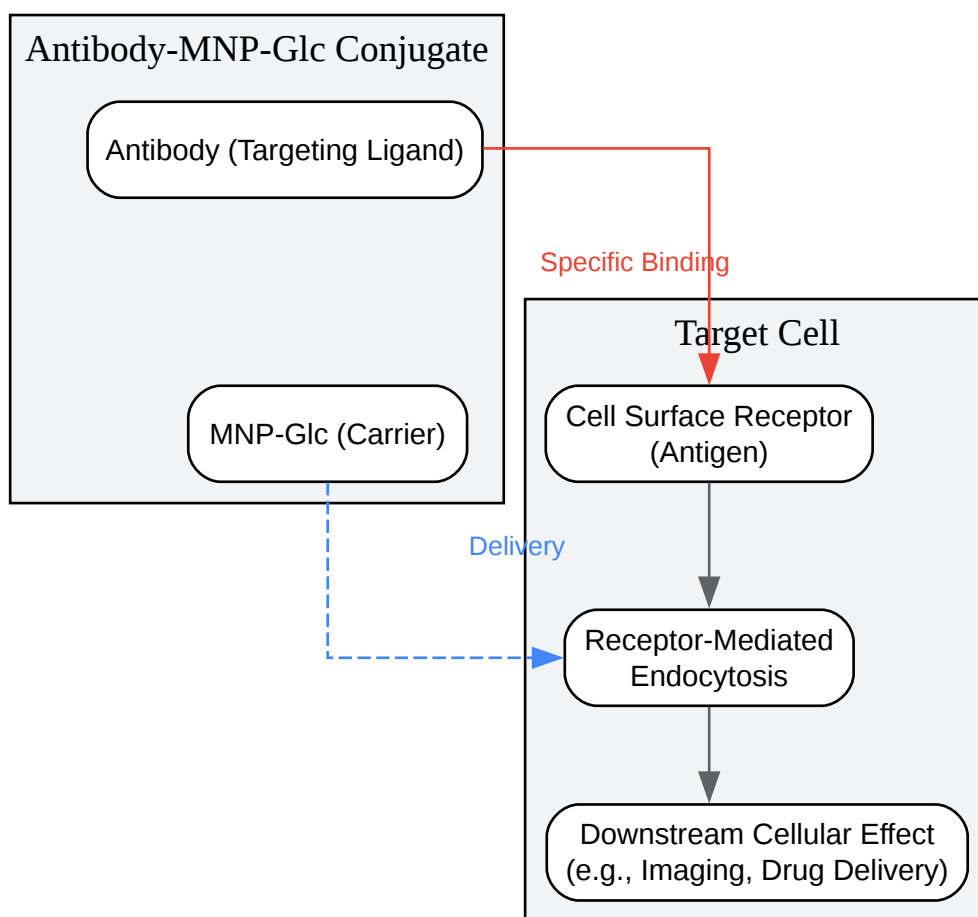 Antibody-MNP-Glc Conjugate
Antibody (Targeting Ligand)
Specific Binding
Target Cell
Cell Surface Receptor
(Antigen)
MNP-Glc (Carrier)
Delivery
Receptor-Mediated
Endocytosis
Downstream Cellular Effect
(e.g., Imaging, Drug Delivery)